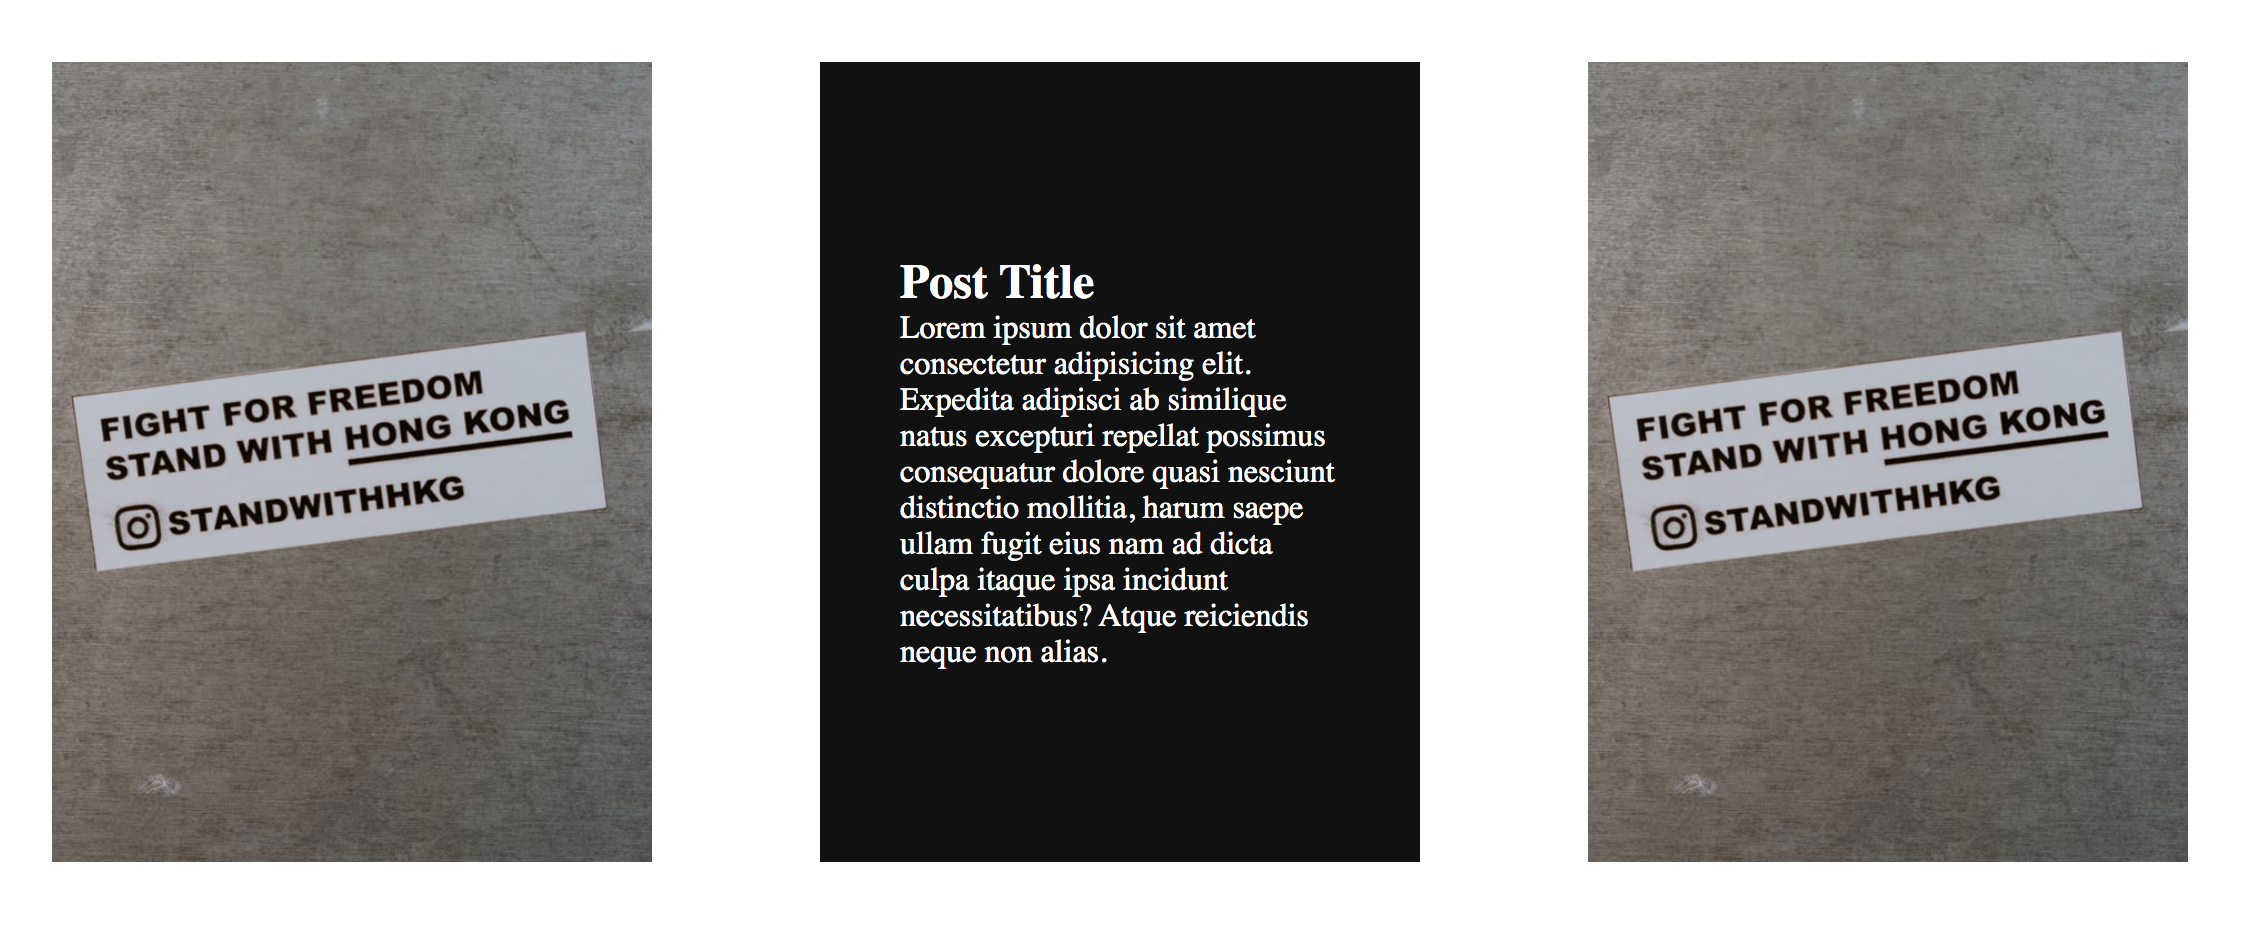 FIGHT FOR FREEDOM
STAND WITH HONG KONG
STANDWITHHKG
Post Title
Lorem ipsum dolor sit amet
consectetur adipisicing elit.
Expedita adipisci ab similique
natus excepturi repellat possimus
consequatur dolore quasi nesciunt
distinctio mollitia, harum saepe
ullam fugit eius nam ad dicta
culpa itaque ipsa incidunt
necessitatibus? Atque reiciendis
neque non alias.
FIGHT FOR FREEDOM
STAND WITH HONG KONG
STANDWITHHKG